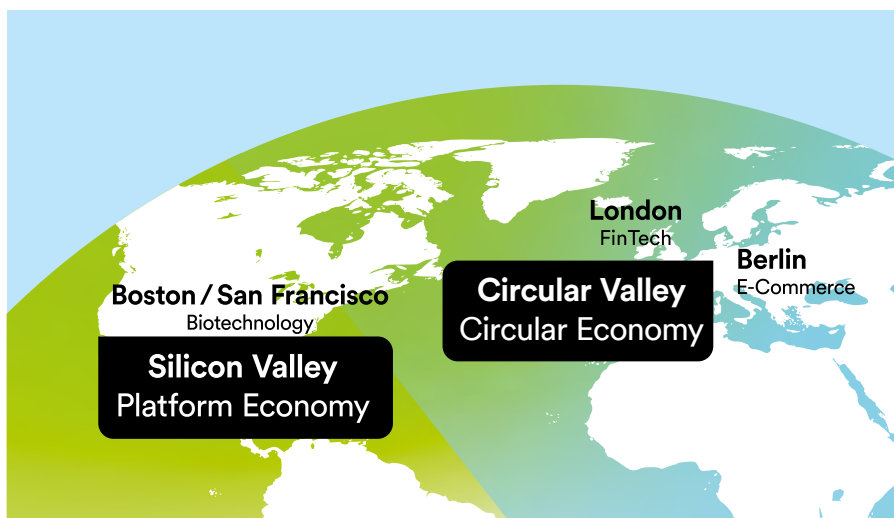 London
FinTech
Berlin
E-Commerce
Circular Valley
Circular Economy
Boston / San Francisco
Biotechnology
Silicon Valley
Platform Economy